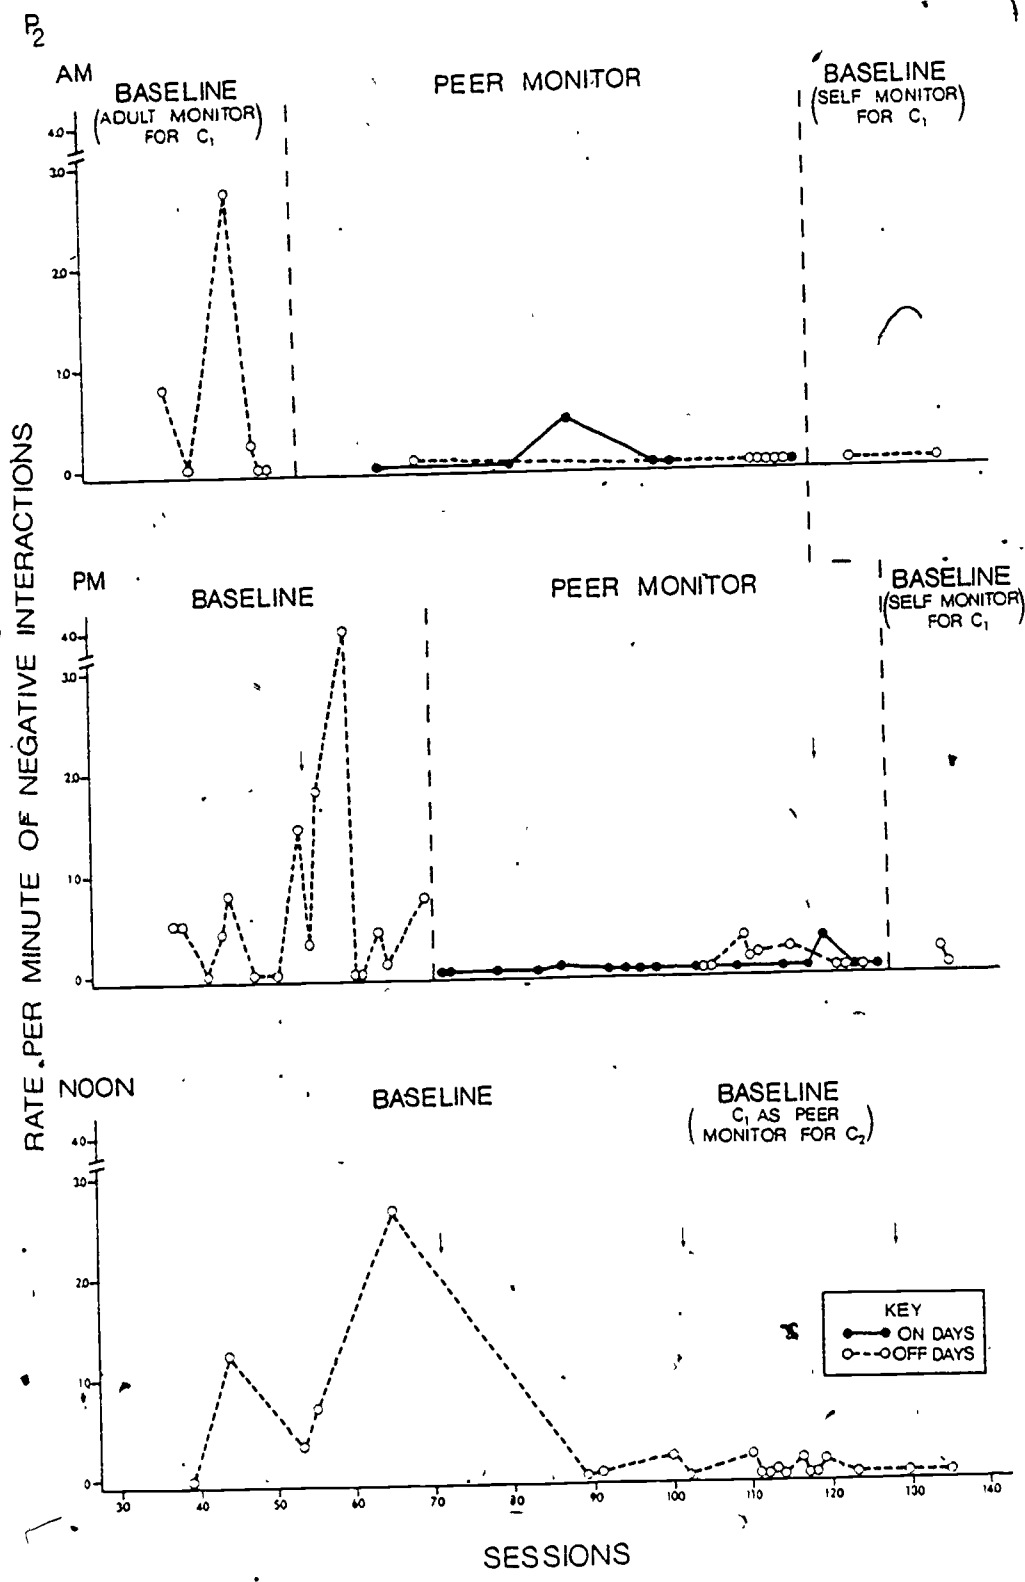 P2
AM
BASELINE
(ADULT MONITOR
FOR C1)
PEER MONITOR
BASELINE
(SELF MONITOR
FOR C1)
4.0
3.0
2.0
1.0
0
RATE PER MINUTE OF NEGATIVE INTERACTIONS
PM
BASELINE
PEER MONITOR
BASELINE
(SELF MONITOR
FOR C1)
4.0
3.0
2.0
1.0
0
NOON
BASELINE
BASELINE
(C1 AS PEER
MONITOR FOR C2)
4.0
3.0
2.0
1.0
0
KEY
ON DAYS
OFF DAYS
30 40 50 60 70 80 90 100 110 120 130 140
SESSIONS